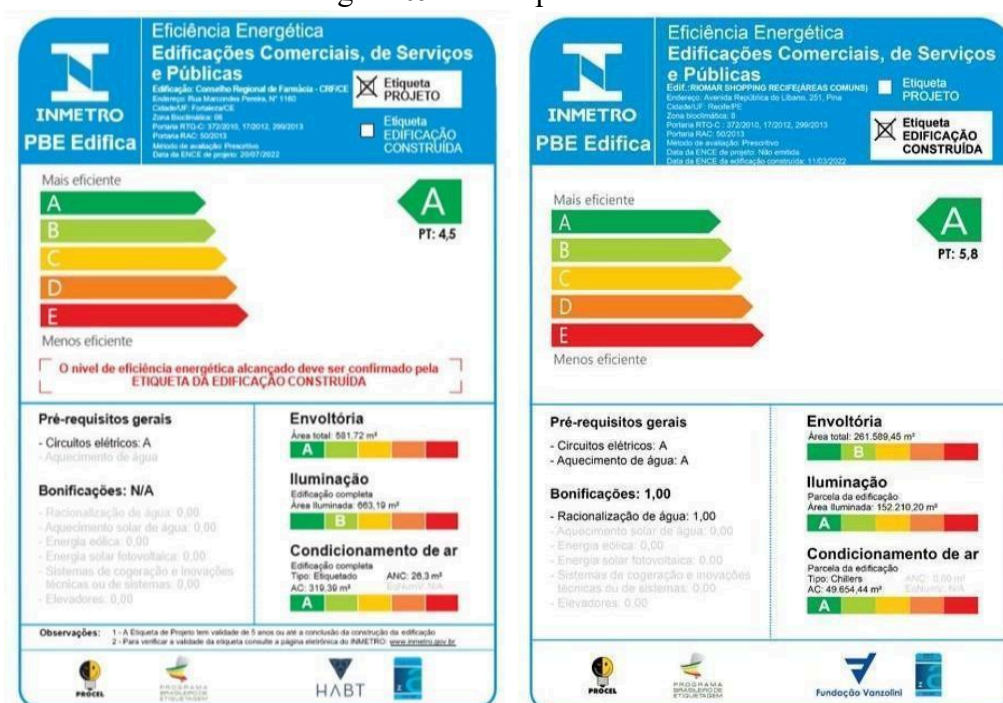 Eficiência Energética
Edificações Comerciais, de Serviços
e Públicas
Edificação: Conselho Regional de Farmácia - CRF/CE
Endereço: Rua Marcondes Pereira, Nº 1160
Cidade/UF: Fortaleza/CE
Zona Bioclimática: 08
Portaria RTQ-C: 372/2010, 17/2012, 299/2013
Portaria RAC: 50/2013
Método de avaliação: Prescritivo
Data da ENCE de projeto: 20/07/2022
Etiqueta
PROJETO
Etiqueta
EDIFICAÇÃO
CONSTRUÍDA
INMETRO
PBE Edifica
Mais eficiente
A
B
C
D
E
Menos eficiente
A
PT: 4,5
O nível de eficiência energética alcançado deve ser confirmado pela
ETIQUETA DA EDIFICAÇÃO CONSTRUÍDA
Pré-requisitos gerais
- Circuitos elétricos: A
- Aquecimento de água
Bonificações: N/A
- Racionalização de água: 0,00
- Aquecimento solar de água: 0,00
- Energia eólica: 0,00
- Energia solar fotovoltaica: 0,00
- Sistemas de cogeração e inovações
técnicas ou de sistemas: 0,00
- Elevadores: 0,00
Envoltória
Área total: 581,72 m²
A
Iluminação
Edificação completa
Área Iluminada: 663,19 m²
B
Condicionamento de ar
Edificação completa
Tipo: Etiquetado ANC: 26,3 m²
AC: 319,39 m² EqNumV: N/A
A
Observações: 1 - A Etiqueta de Projeto tem validade de 5 anos ou até a conclusão da construção da edificação
2 - Para verificar a validade da etiqueta consulte a página eletrônica do INMETRO: www.inmetro.gov.br
PROCEL
PROGRAMA
BRASILEIRO DE
ETIQUETAGEM
HABT
Eficiência Energética
Edificações Comerciais, de Serviços
e Públicas
Edif.:RIOMAR SHOPPING RECIFE(ÁREAS COMUNS)
Endereço: Avenida República do Líbano, 251, Pina
Cidade/UF: Recife/PE
Zona bioclimática: 8
Portaria RTQ-C: 372/2010, 17/2012, 299/2013
Portaria RAC: 50/2013
Método de avaliação: Prescritivo
Data da ENCE de projeto: Não emitida
Data da ENCE da edificação construída: 11/03/2022
Etiqueta
PROJETO
Etiqueta
EDIFICAÇÃO
CONSTRUÍDA
INMETRO
PBE Edifica
Mais eficiente
A
B
C
D
E
Menos eficiente
A
PT: 5,8
Pré-requisitos gerais
- Circuitos elétricos: A
- Aquecimento de água: A
Bonificações: 1,00
- Racionalização de água: 1,00
- Aquecimento solar de água: 0,00
- Energia eólica: 0,00
- Energia solar fotovoltaica: 0,00
- Sistemas de cogeração e inovações
técnicas ou de sistemas: 0,00
- Elevadores: 0,00
Envoltória
Área total: 261.589,45 m²
B
Iluminação
Parcela da edificação
Área Iluminada: 152.210,20 m²
A
Condicionamento de ar
Parcela da edificação
Tipo: Chillers ANC: 0,00 m²
AC: 49.654,44 m² EqNumV: N/A
A
PROCEL
PROGRAMA
BRASILEIRO DE
ETIQUETAGEM
Fundação Vanzolini